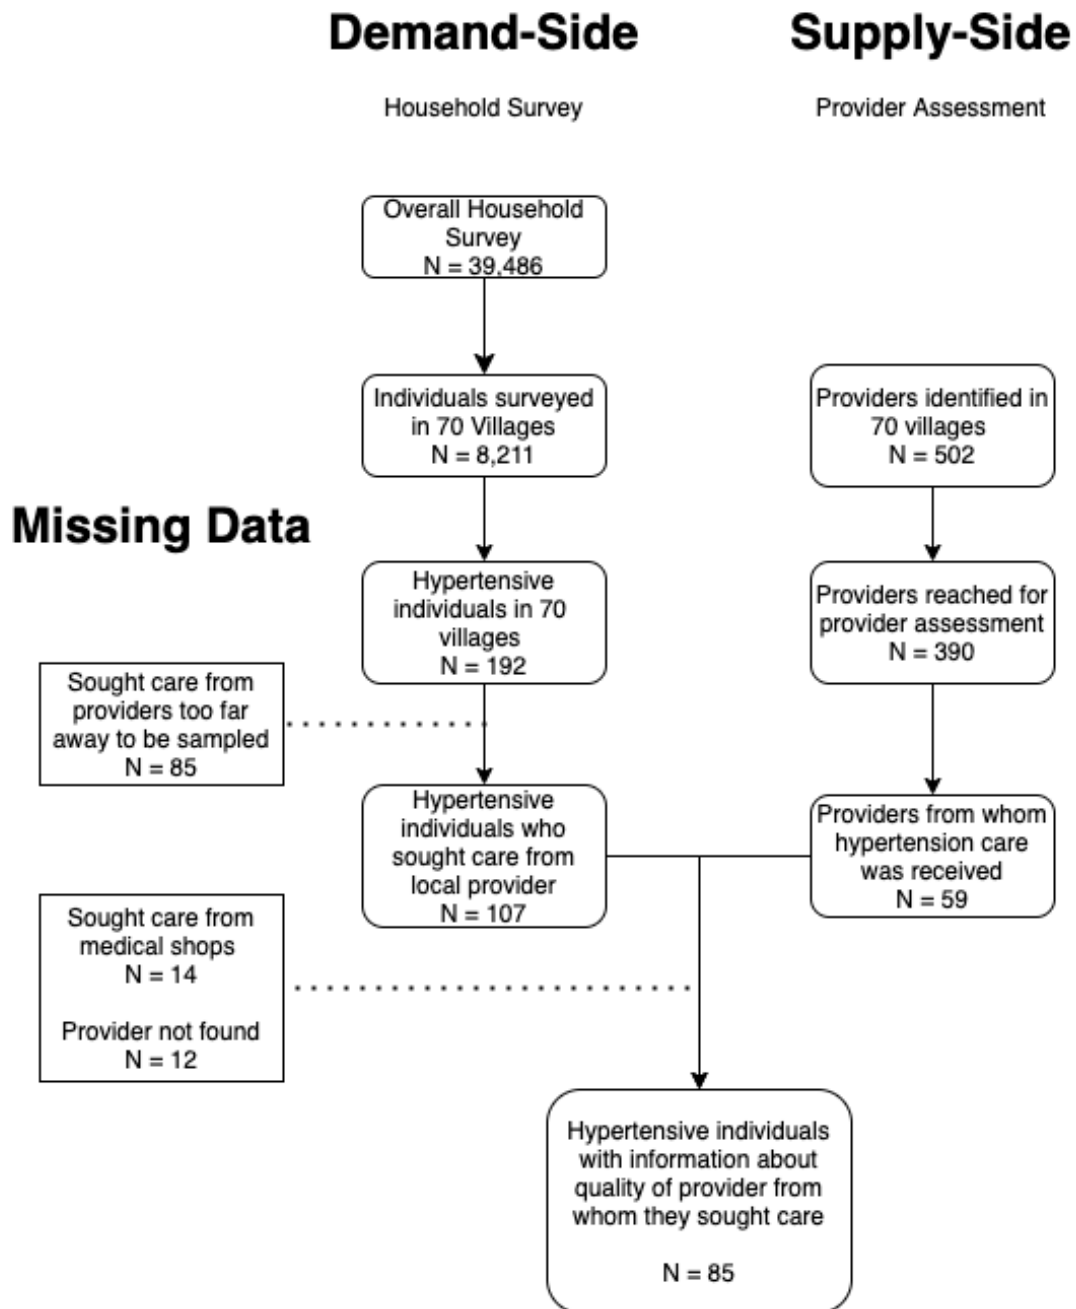 Demand-Side
Supply-Side
Household Survey
Provider Assessment
Overall Household
Survey
N = 39,486
Individuals surveyed
in 70 Villages
N = 8,211
Providers identified in
70 villages
N = 502
Missing Data
Hypertensive
individuals in 70
villages
N = 192
Providers reached for
provider assessment
N = 390
Sought care from
providers too far
away to be sampled
N = 85
Hypertensive
individuals who
sought care from
local provider
N = 107
Providers from whom
hypertension care
was received
N = 59
Sought care from
medical shops
N = 14
Provider not found
N = 12
Hypertensive individuals
with information about
quality of provider from
whom they sought care
N = 85